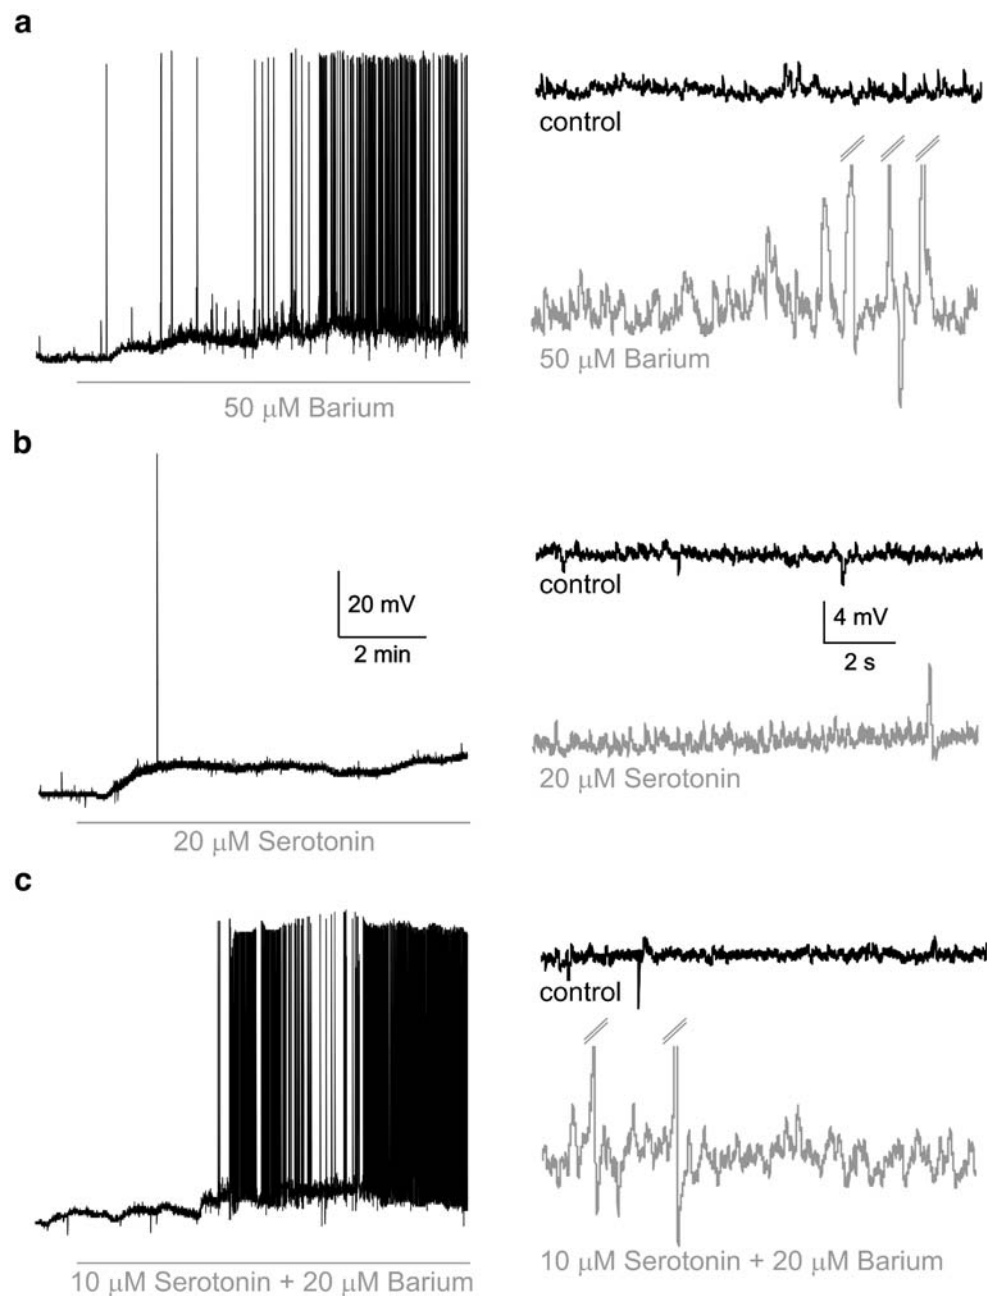 a
control
50 μM Barium
50 μM Barium
b
20 mV
2 min
control
4 mV
2 s
20 μM Serotonin
20 μM Serotonin
c
control
10 μM Serotonin + 20 μM Barium
10 μM Serotonin + 20 μM Barium